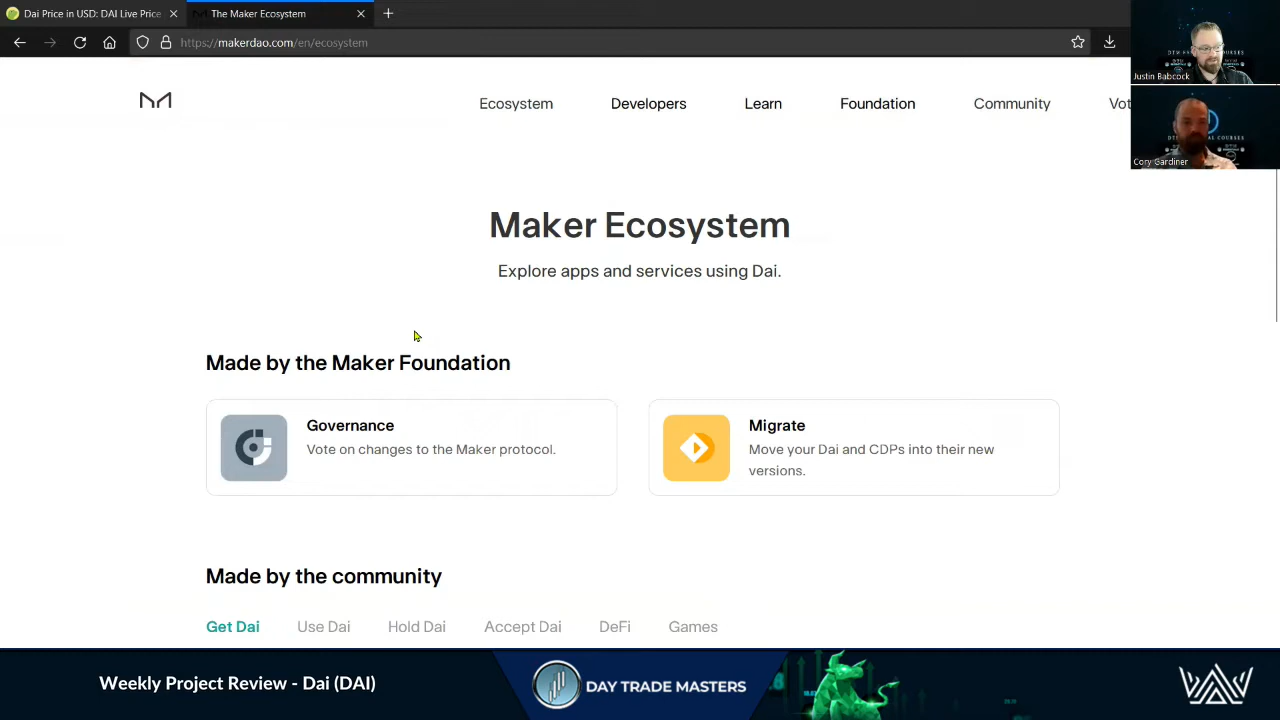 Dai Price in USD: DAI Live Price
The Maker Ecosystem
https://makerdao.com/en/ecosystem
Justin Babcock
Cory Gardiner
Ecosystem
Developers
Learn
Foundation
Community
Vot
Maker Ecosystem
Explore apps and services using Dai.
Made by the Maker Foundation
Governance
Vote on changes to the Maker protocol.
Migrate
Move your Dai and CDPs into their new
versions.
Made by the community
Get Dai
Use Dai
Hold Dai
Accept Dai
DeFi
Games
Weekly Project Review - Dai (DAI)
DAY TRADE MASTERS